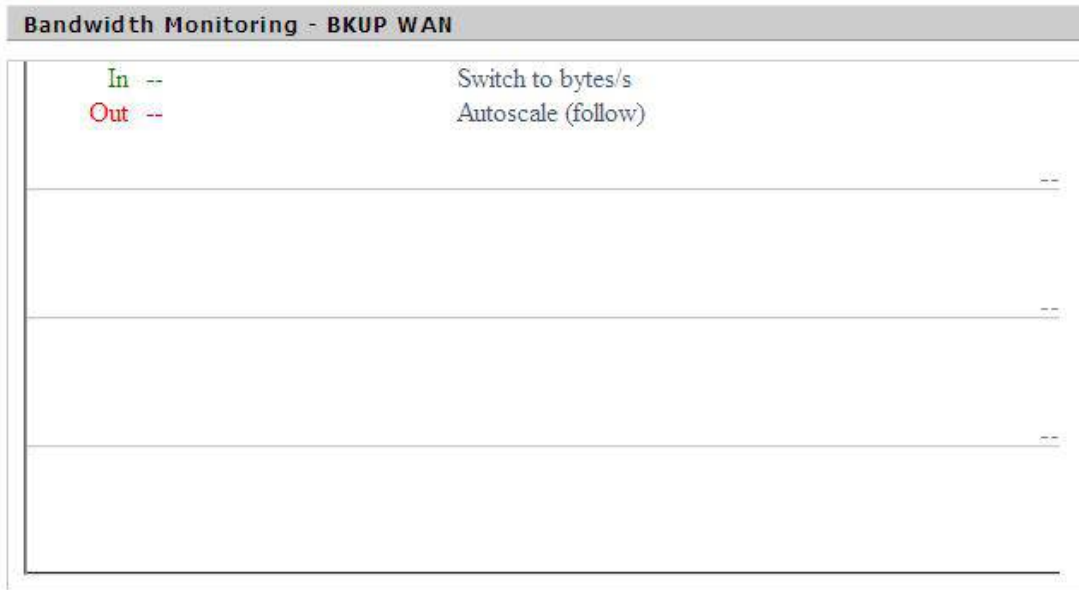 Bandwidth Monitoring - BKUP WAN
In -- Switch to bytes/s
Out -- Autoscale (follow)
--
--
--